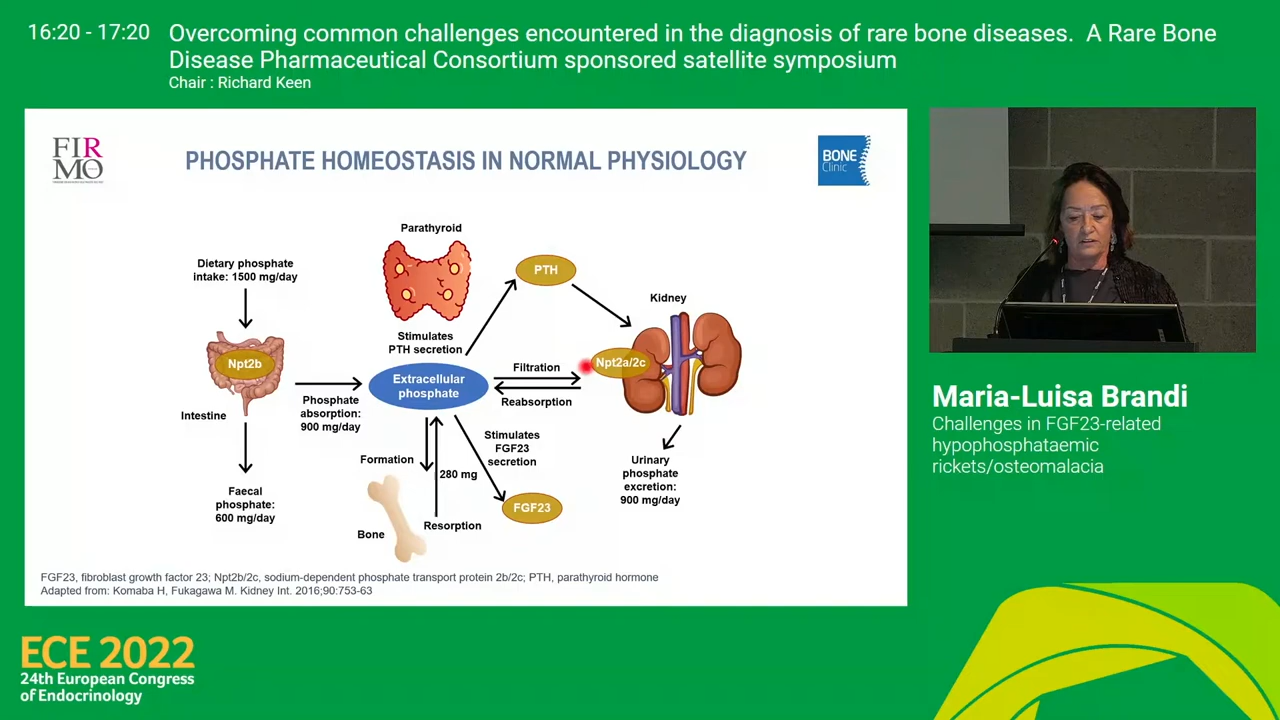 16:20 - 17:20
Overcoming common challenges encountered in the diagnosis of rare bone diseases. A Rare Bone
Disease Pharmaceutical Consortium sponsored satellite symposium
Chair : Richard Keen
FIR
MO
PHOSPHATE HOMEOSTASIS IN NORMAL PHYSIOLOGY
BONE
Clinic
Parathyroid
Dietary phosphate
intake: 1500 mg/day
PTH
Kidney
Stimulates
PTH secretion
Npt2b
Npt2a/2c
Filtration
Extracellular
phosphate
Reabsorption
Phosphate
absorption:
900 mg/day
Intestine
Stimulates
FGF23
secretion
Formation
280 mg
Urinary
phosphate
excretion:
900 mg/day
Faecal
phosphate:
600 mg/day
FGF23
Resorption
Bone
FGF23, fibroblast growth factor 23; Npt2b/2c, sodium-dependent phosphate transport protein 2b/2c; PTH, parathyroid hormone
Adapted from: Komaba H, Fukagawa M. Kidney Int. 2016;90:753-63
Maria-Luisa Brandi
Challenges in FGF23-related
hypophosphataemic
rickets/osteomalacia
ECE 2022
24th European Congress
of Endocrinology